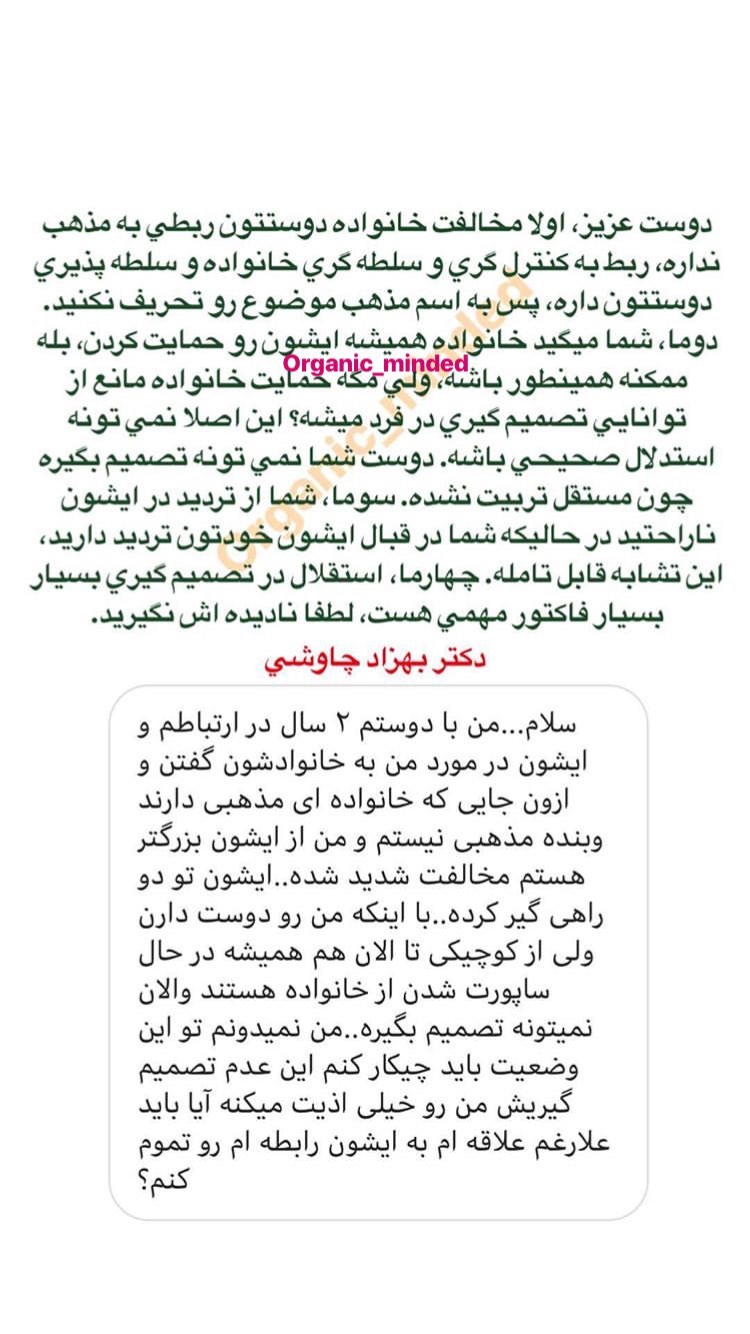 دوست عزيز، اولا مخالفت خانواده دوستتون ربطي به مذهب
نداره، ربط به كنترل گري و سلطه گري خانواده و سلطه پذيري
دوستتون داره، پس به اسم مذهب موضوع رو تحريف نكنيد.
دوما، شما ميگيد خانواده هميشه ايشون رو حمايت كردن، بله
Organic_minded
ممكنه همينطور باشه، ولي مگه حمايت خانواده مانع از
توانايي تصميم گيري در فرد ميشه؟ اين اصلا نمي تونه
استدلال صحيحي باشه. دوست شما نمي تونه تصميم بگيره
چون مستقل تربيت نشده. سوما، شما از ترديد در ايشون
ناراحتيد در حاليكه شما در قبال ايشون خودتون ترديد داريد،
اين تشابه قابل تامله. چهارما، استقلال در تصميم گيري بسيار
بسيار فاكتور مهمي هست، لطفا ناديده اش نگيريد.
Organic_minded
دكتر بهزاد چاوشي
سلام...من با دوستم ۲ سال در ارتباطم و
ایشون در مورد من به خانوادشون گفتن و
ازون جایی که خانواده ای مذهبی دارند
وبنده مذهبی نیستم و من از ایشون بزرگتر
هستم مخالفت شدید شده..ایشون تو دو
راهی گیر کرده..با اینکه من رو دوست دارن
ولی از کوچیکی تا الان هم همیشه در حال
ساپورت شدن از خانواده هستند والان
نمیتونه تصمیم بگیره..من نمیدونم تو این
وضعیت باید چیکار کنم این عدم تصمیم
گیریش من رو خیلی اذیت میکنه آیا باید
علارغم علاقه ام به ایشون رابطه ام رو تموم
کنم؟